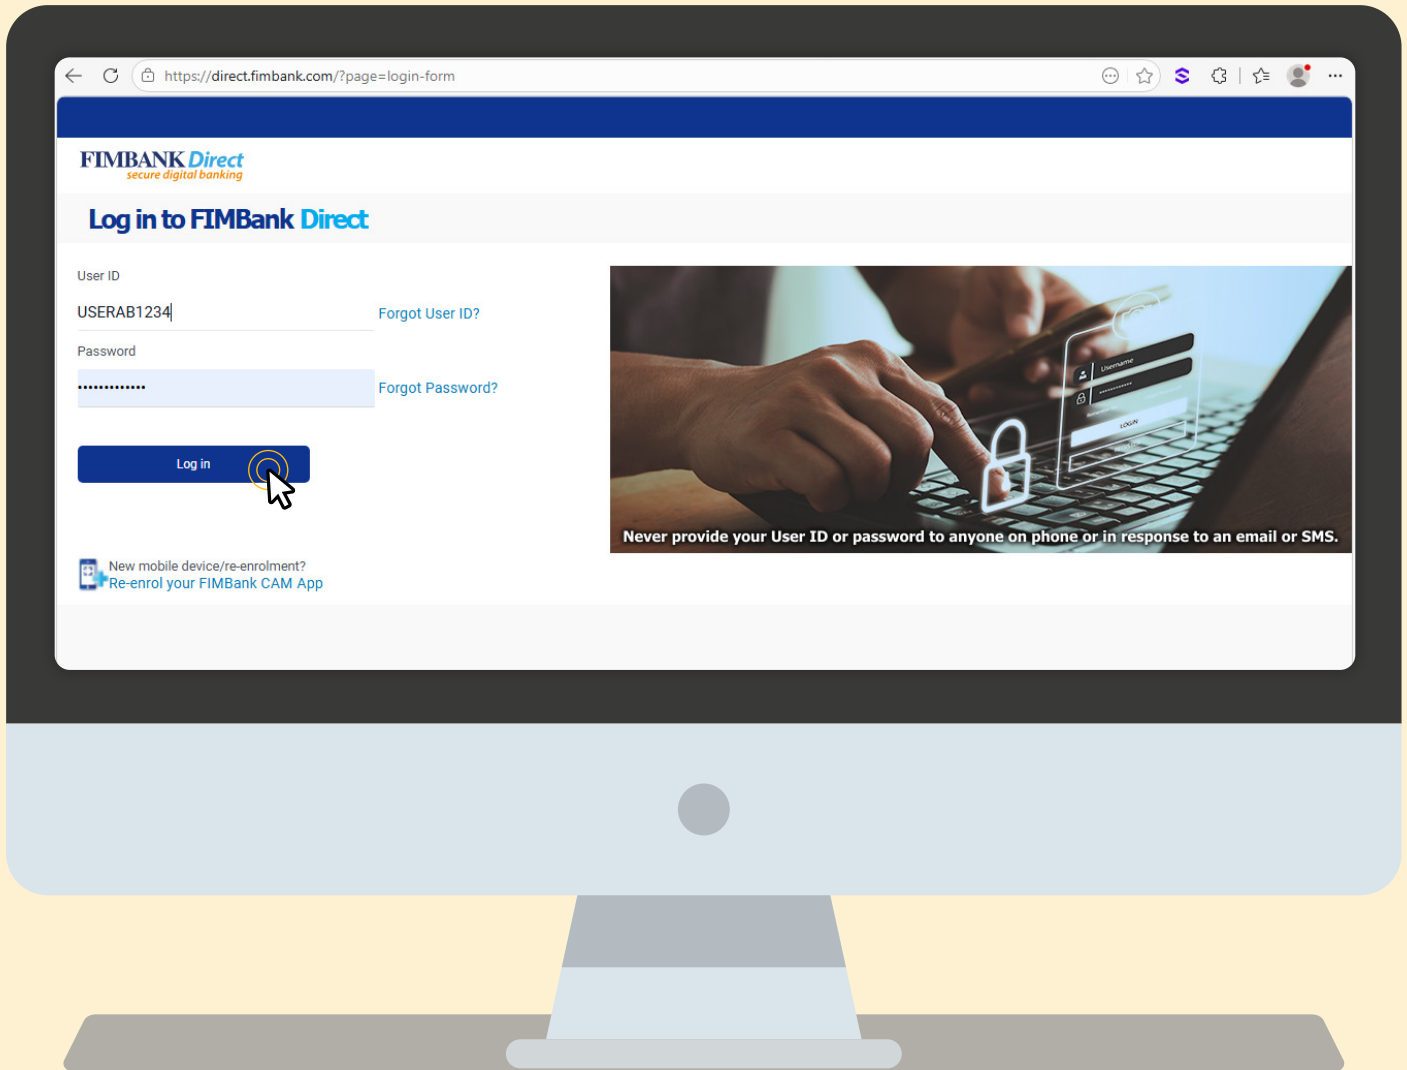 https://direct.fimbank.com/?page=login-form
FIMBANK Direct
secure digital banking
Log in to FIMBank Direct
User ID
USERAB1234
Forgot User ID?
Password
•••••••••••••
Forgot Password?
Log in
Username
LOGIN
Never provide your User ID or password to anyone on phone or in response to an email or SMS.
New mobile device/re-enrolment?
Re-enrol your FIMBank CAM App